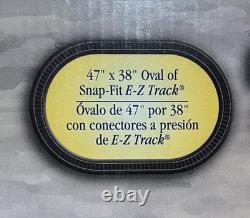 47" x 38" Oval of
Snap-Fit E-Z Track®
Óvalo de 47" por 38"
con conectores a presión
de E-Z Track®